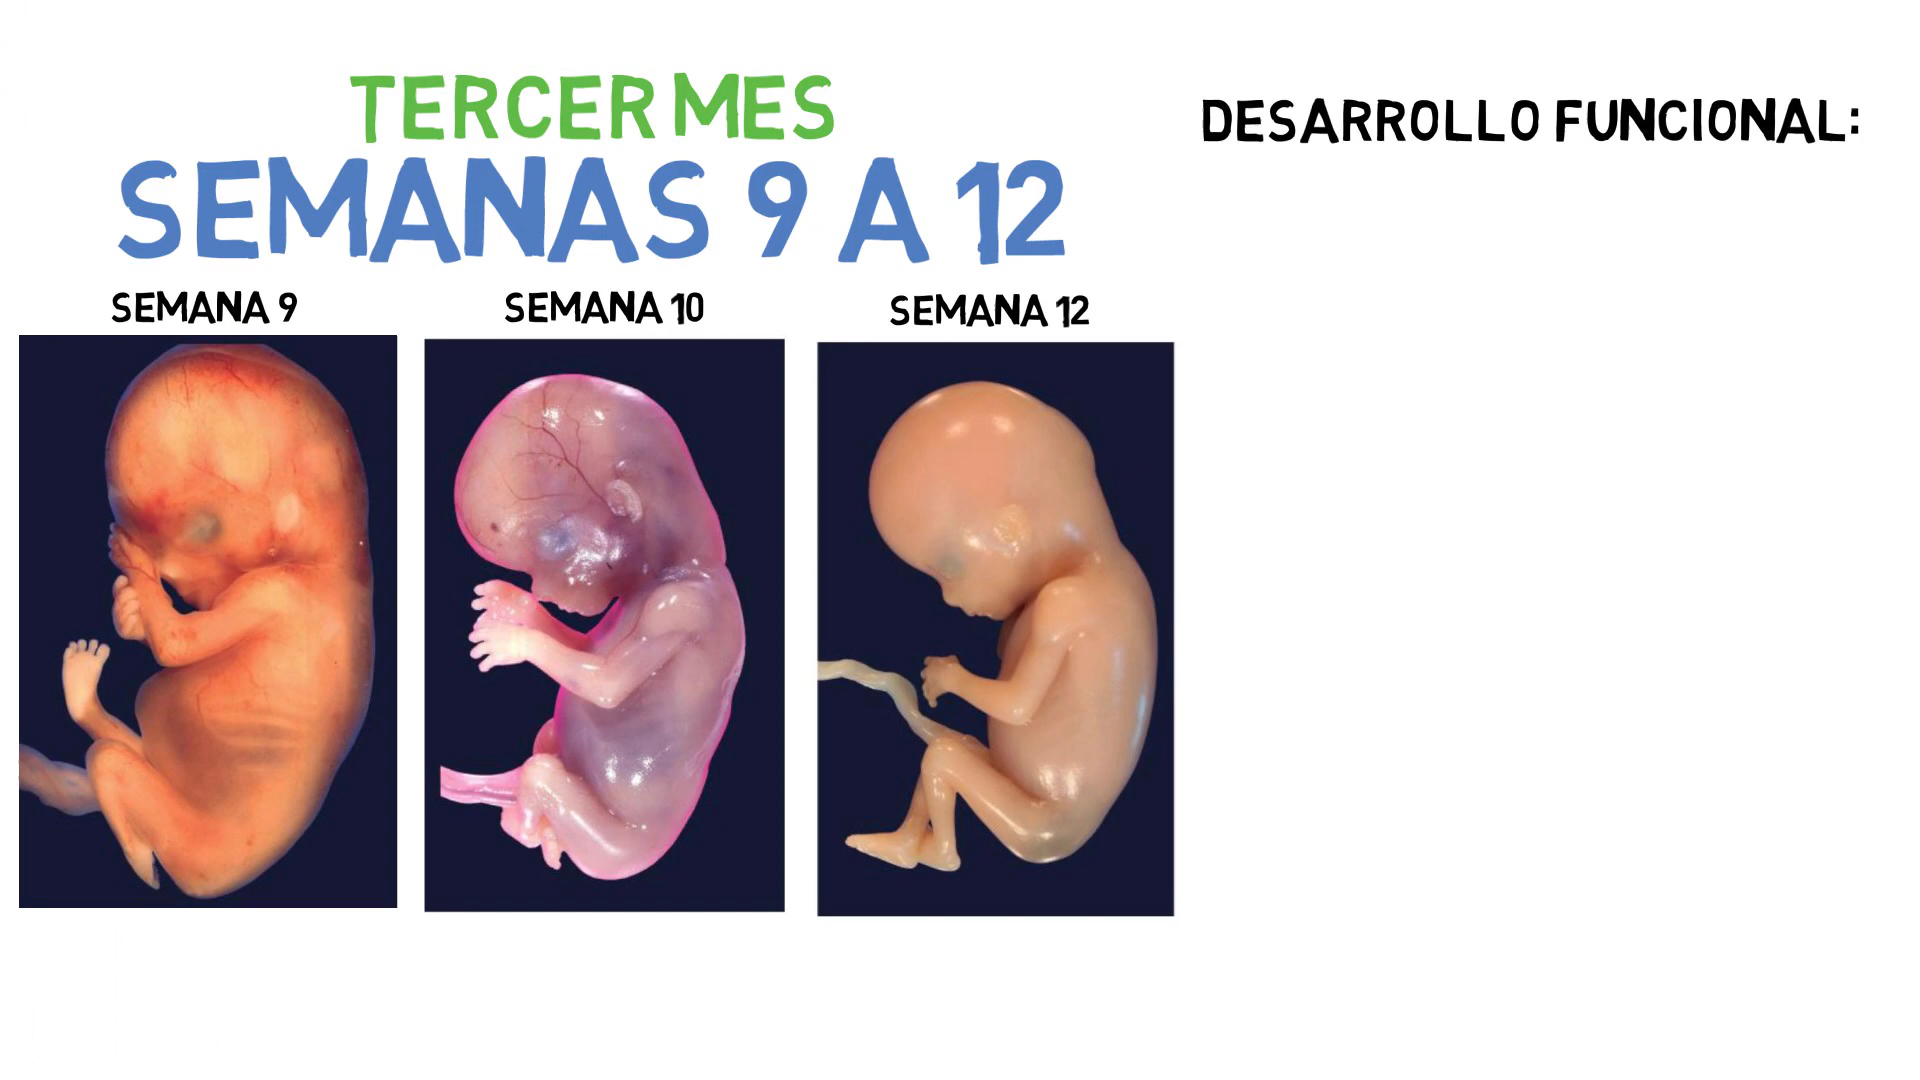 TERCER MES
SEMANAS 9 A 12
DESARROLLO FUNCIONAL:
SEMANA 9
SEMANA 10
SEMANA 12